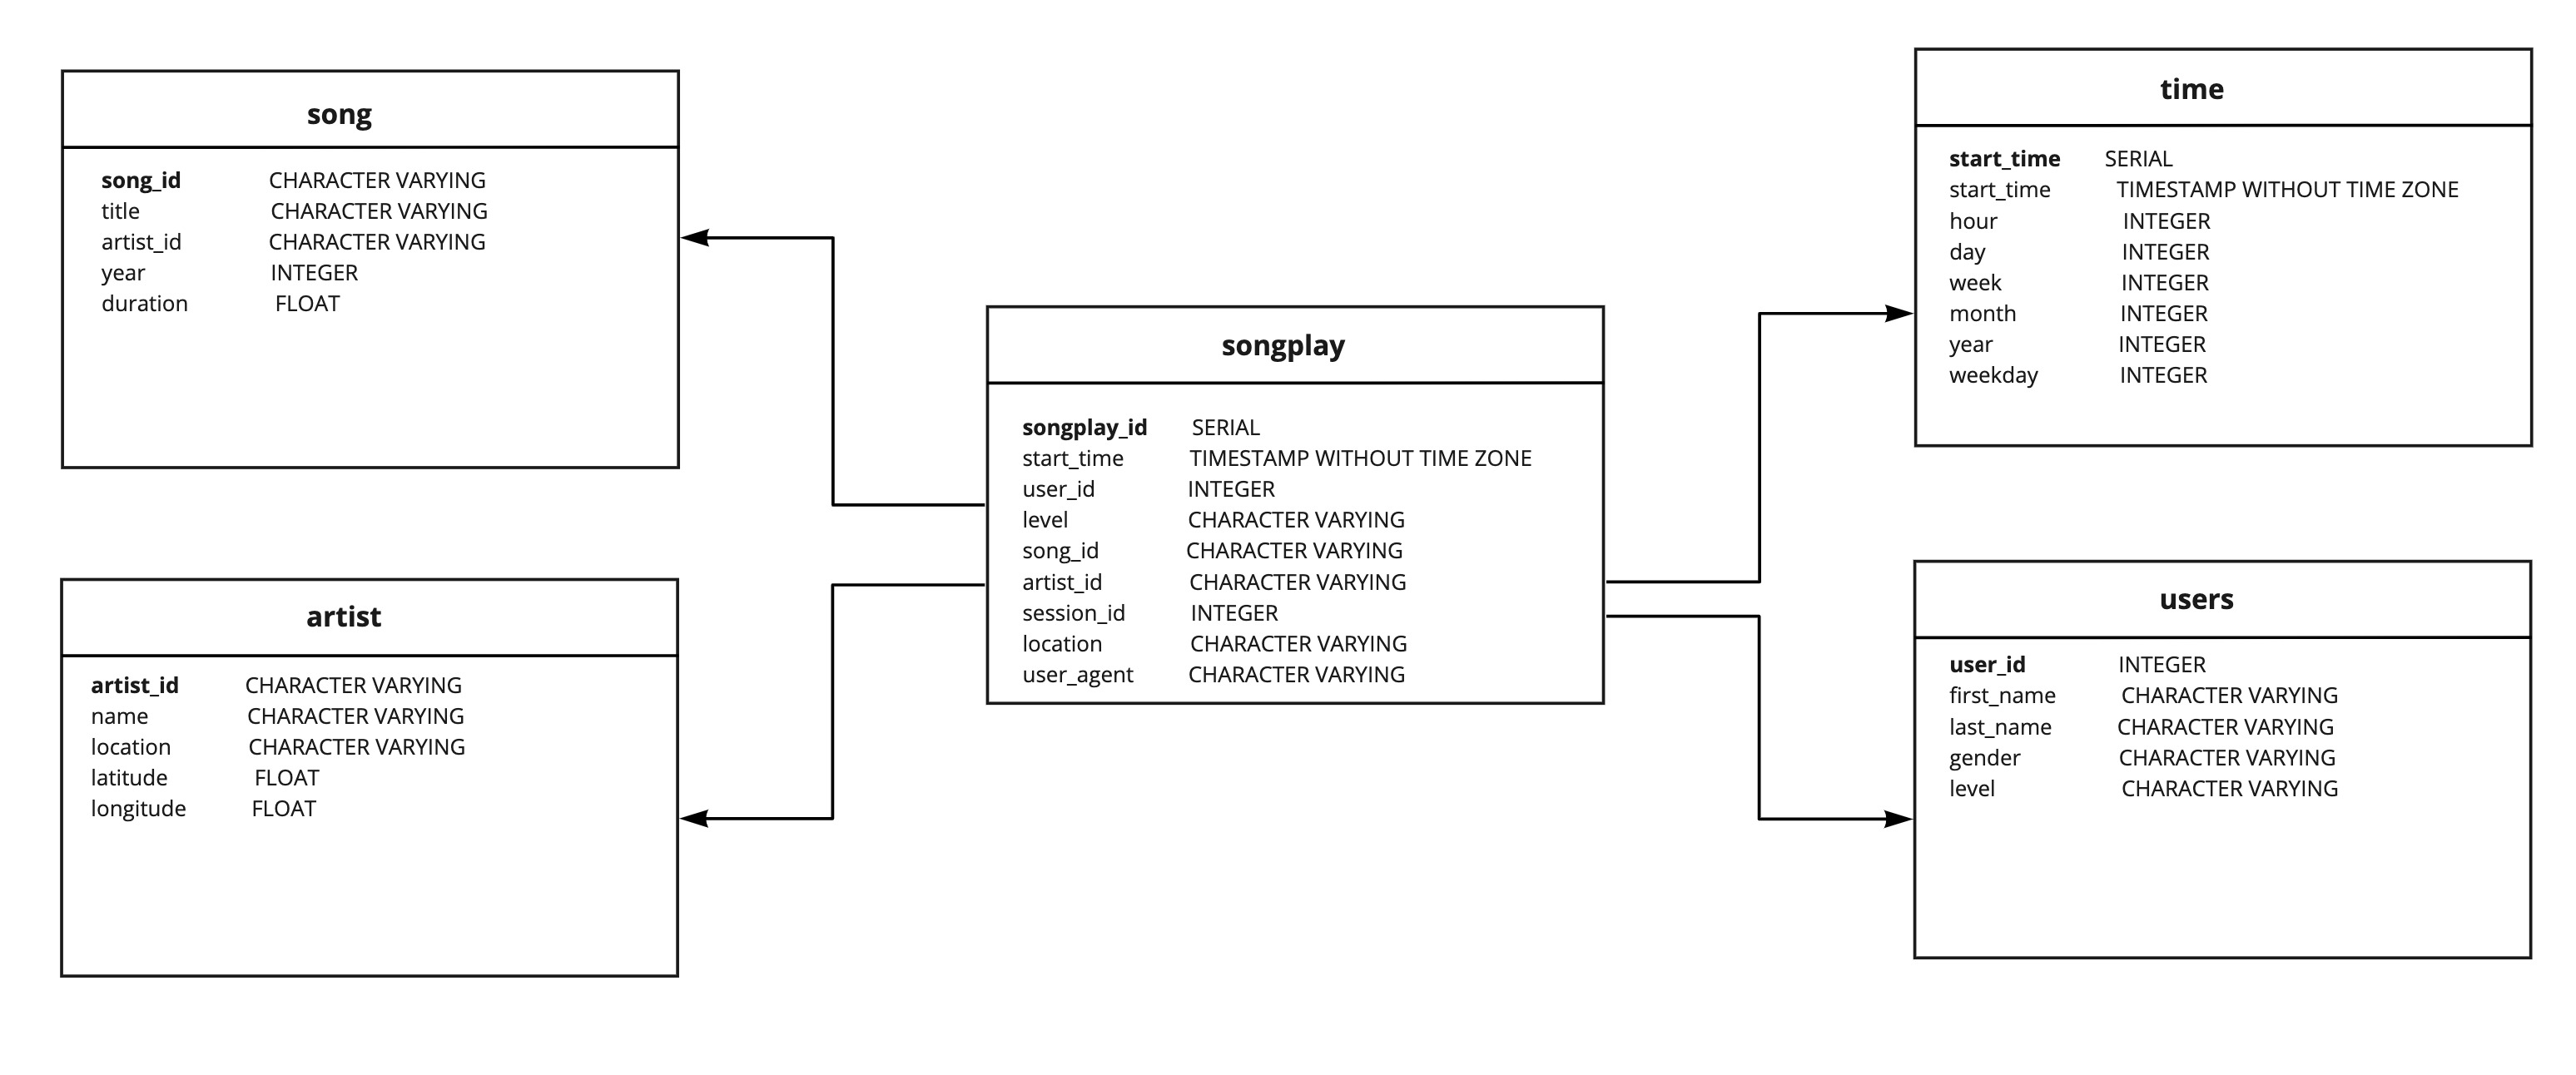 song
song_id CHARACTER VARYING
title CHARACTER VARYING
artist_id CHARACTER VARYING
year INTEGER
duration FLOAT
artist
artist_id CHARACTER VARYING
name CHARACTER VARYING
location CHARACTER VARYING
latitude FLOAT
longitude FLOAT
songplay
songplay_id SERIAL
start_time TIMESTAMP WITHOUT TIME ZONE
user_id INTEGER
level CHARACTER VARYING
song_id CHARACTER VARYING
artist_id CHARACTER VARYING
session_id INTEGER
location CHARACTER VARYING
user_agent CHARACTER VARYING
time
start_time SERIAL
start_time TIMESTAMP WITHOUT TIME ZONE
hour INTEGER
day INTEGER
week INTEGER
month INTEGER
year INTEGER
weekday INTEGER
users
user_id INTEGER
first_name CHARACTER VARYING
last_name CHARACTER VARYING
gender CHARACTER VARYING
level CHARACTER VARYING